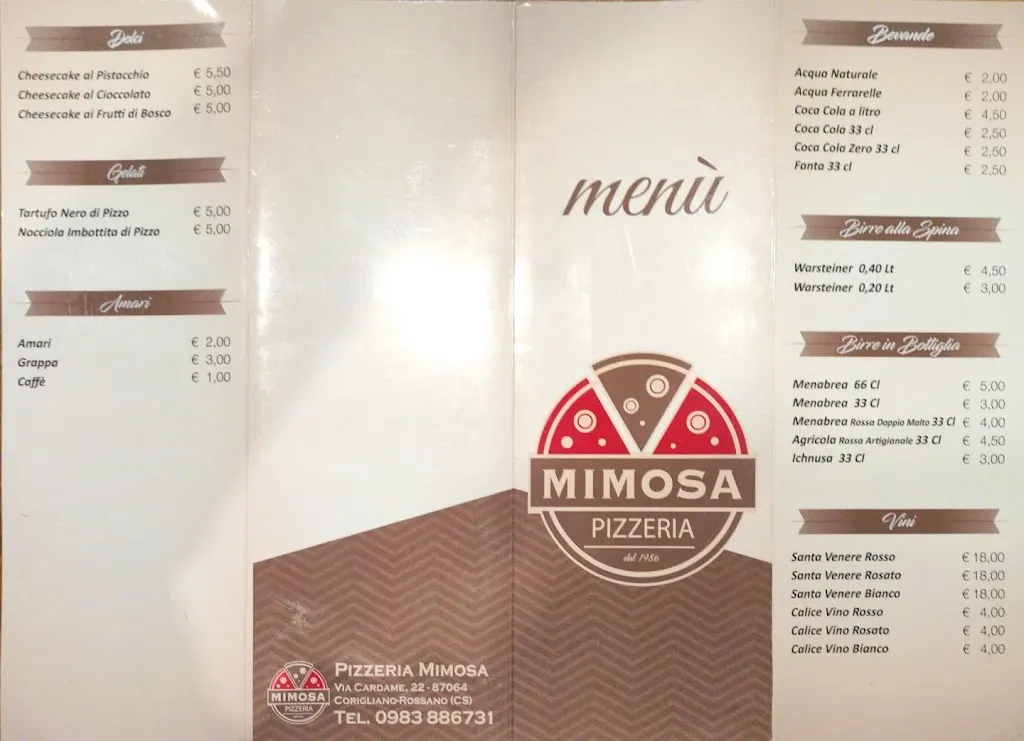 Dolci
Cheesecake al Pistacchio € 5,50
Cheesecake al Cioccolato € 5,00
Cheesecake ai Frutti di Bosco € 5,00
Gelati
Tartufo Nero di Pizzo € 5,00
Nocciola Imbottita di Pizzo € 5,00
Amari
Amari € 2,00
Grappa € 3,00
Caffè € 1,00
MIMOSA
PIZZERIA
Pizzeria Mimosa
Via Cardame, 22 - 87064
Corigliano-Rossano (CS)
Tel. 0983 886731
menù
MIMOSA
PIZZERIA
dal 1986
Bevande
Acqua Naturale € 2,00
Acqua Ferrarelle € 2,00
Coca Cola a litro € 4,50
Coca Cola 33 cl € 2,50
Coca Cola Zero 33 cl € 2,50
Fanta 33 cl € 2,50
Birre alla Spina
Warsteiner 0,40 Lt € 4,50
Warsteiner 0,20 Lt € 3,00
Birre in Bottiglia
Menabrea 66 Cl € 5,00
Menabrea 33 Cl € 3,00
Menabrea Rossa Doppio Malto 33 Cl € 4,00
Agricola Rossa Artigianale 33 Cl € 4,50
Ichnusa 33 Cl € 3,00
Vini
Santa Venere Rosso € 18,00
Santa Venere Rosato € 18,00
Santa Venere Bianco € 18,00
Calice Vino Rosso € 4,00
Calice Vino Rosato € 4,00
Calice Vino Bianco € 4,00